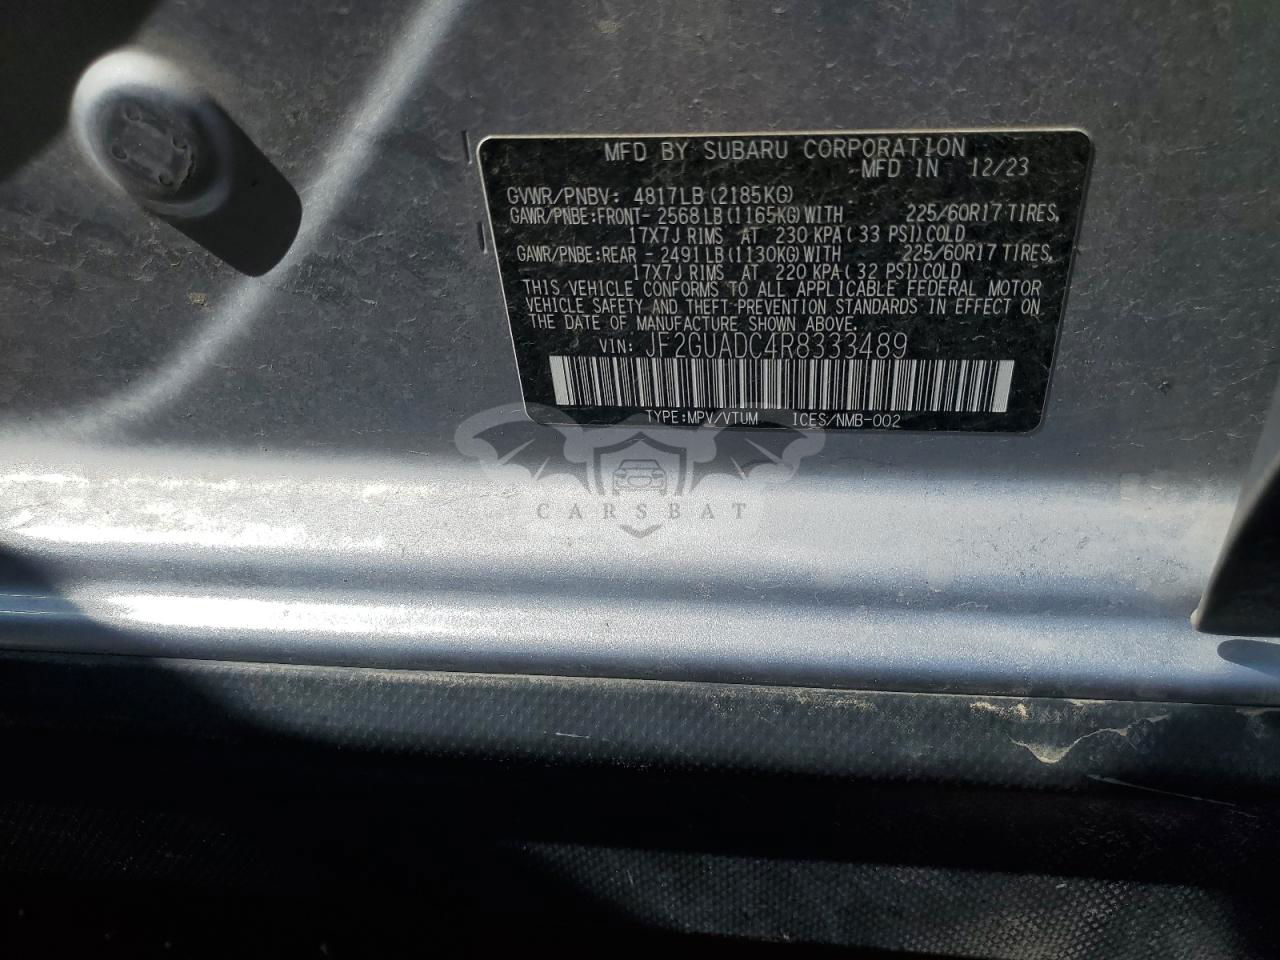 MFD BY SUBARU CORPORATION
MFD IN 12/23
GVWR/PNBV: 4817LB (2185KG)
GAWR/PNBE:FRONT- 2568LB(1165KG)WITH 225/60R17 TIRES,
17X7J RIMS AT 230 KPA( 33 PSI)COLD
GAWR/PNBE:REAR - 2491LB(1130KG)WITH 225/60R17 TIRES,
17X7J RIMS AT 220 KPA( 32 PSI)COLD
THIS VEHICLE CONFORMS TO ALL APPLICABLE FEDERAL MOTOR
VEHICLE SAFETY AND THEFT PREVENTION STANDARDS IN EFFECT ON
THE DATE OF MANUFACTURE SHOWN ABOVE.
VIN: JF2GUADC4R8333489
TYPE:MPV/VTUM ICES/NMB-002
CARSBAT